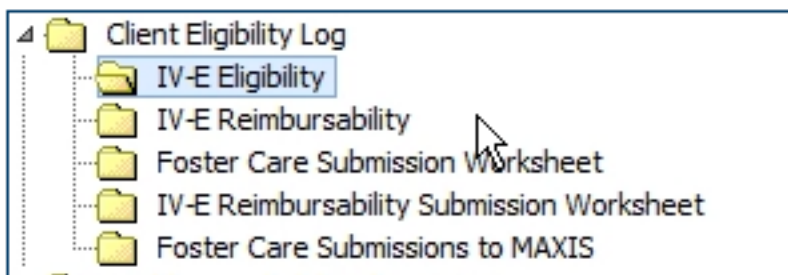 Client Eligibility Log
IV-E Eligibility
IV-E Reimbursability
Foster Care Submission Worksheet
IV-E Reimbursability Submission Worksheet
Foster Care Submissions to MAXIS